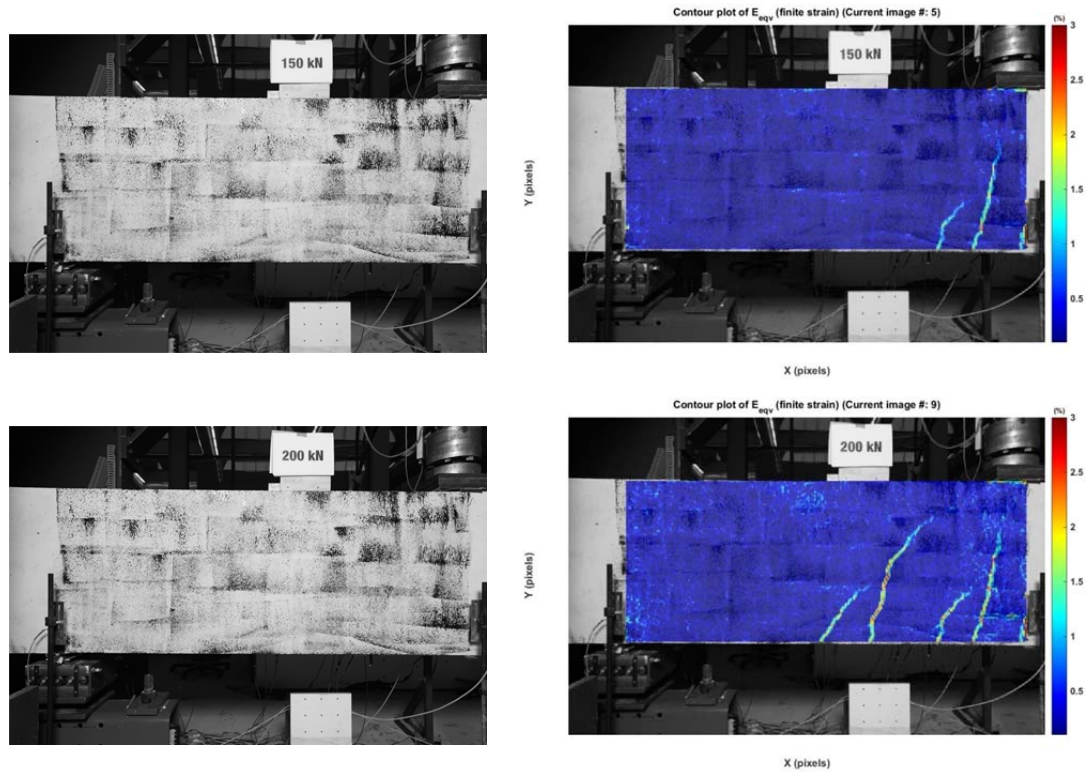 150 kN
Contour plot of E_eqv (finite strain) (Current image #: 5)
(%)
150 kN
3
2.5
2
1.5
1
0.5
Y (pixels)
X (pixels)
200 kN
Contour plot of E_eqv (finite strain) (Current image #: 9)
(%)
200 kN
3
2.5
2
1.5
1
0.5
Y (pixels)
X (pixels)